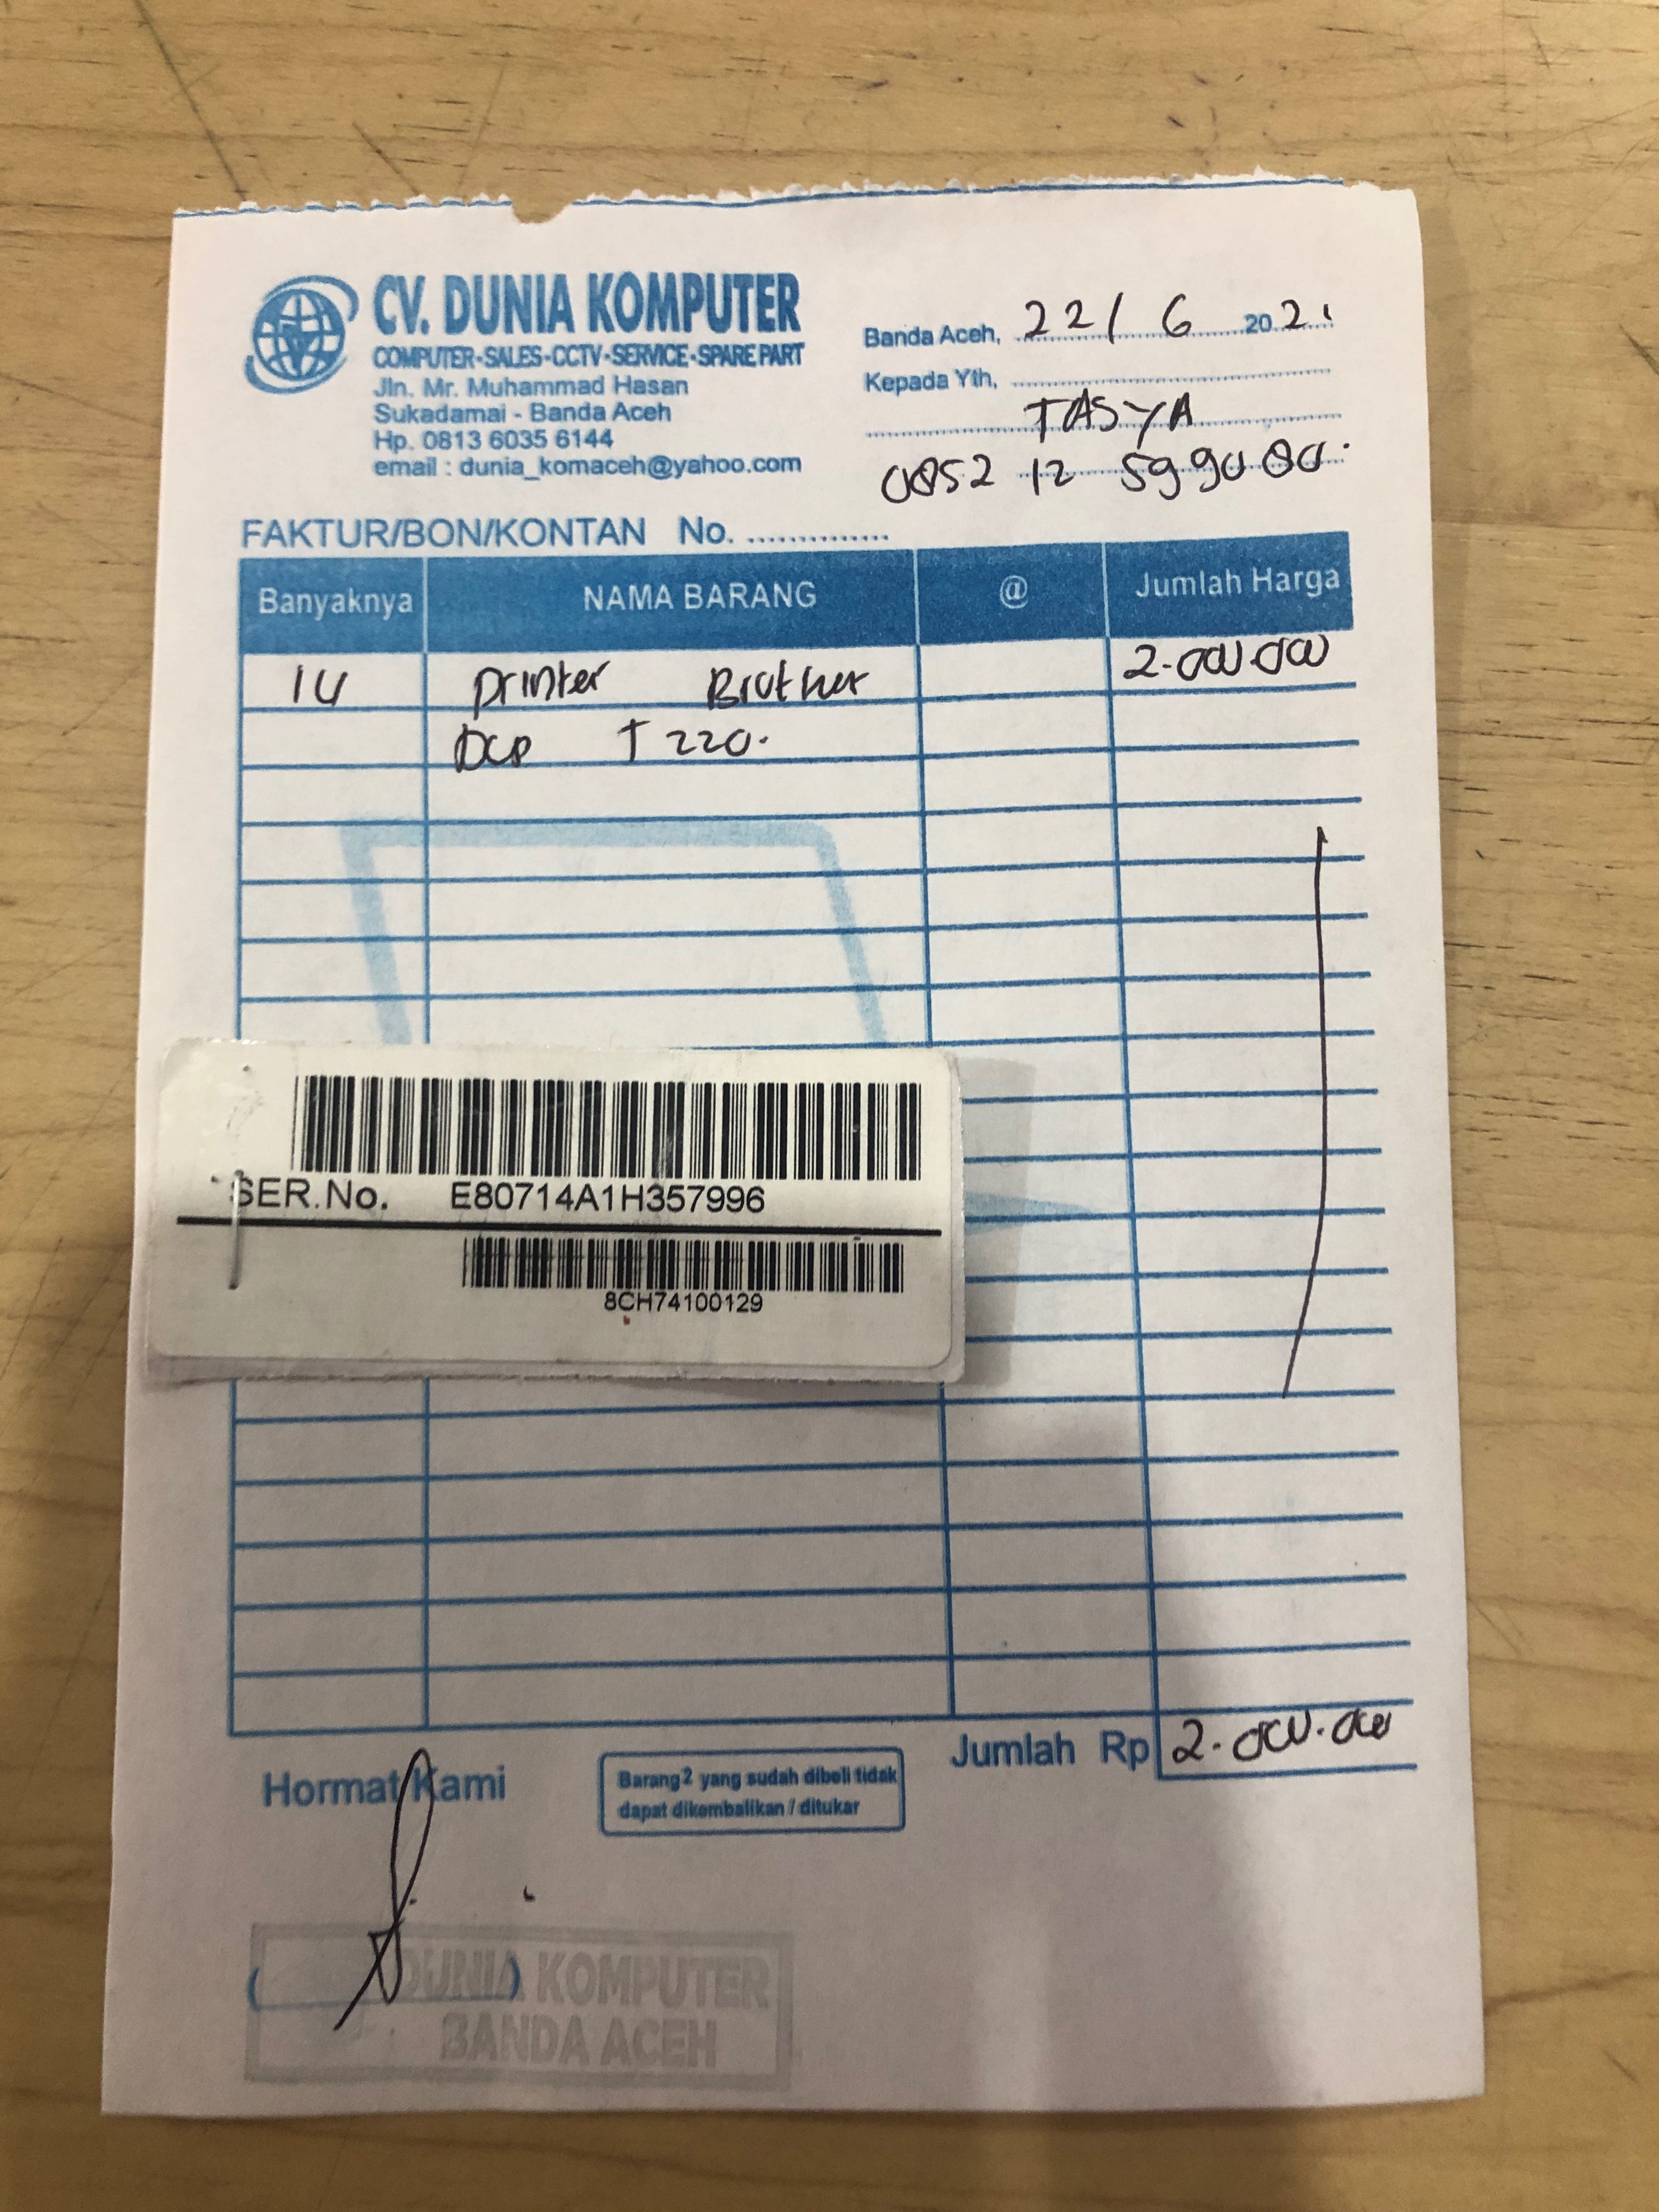 CV. DUNIA KOMPUTER
COMPUTER-SALES-CCTV-SERVICE-SPARE PART
Jln. Mr. Muhammad Hasan
Sukadamai - Banda Aceh
Hp. 0813 6035 6144
email : dunia_komaceh@yahoo.com
Banda Aceh, 22/6 2021
Kepada Yth,
TASYA
0852 12 599080
FAKTUR/BON/KONTAN No.
Banyaknya NAMA BARANG @ Jumlah Harga
1U printer Brother 2.000.000
DCP T220.
SER.No. E80714A1H357996
8CH74100129
Jumlah Rp 2.000.000
Hormat Kami
Barang2 yang sudah dibeli tidak
dapat dikembalikan / ditukar
DUNIA KOMPUTER
BANDA ACEH